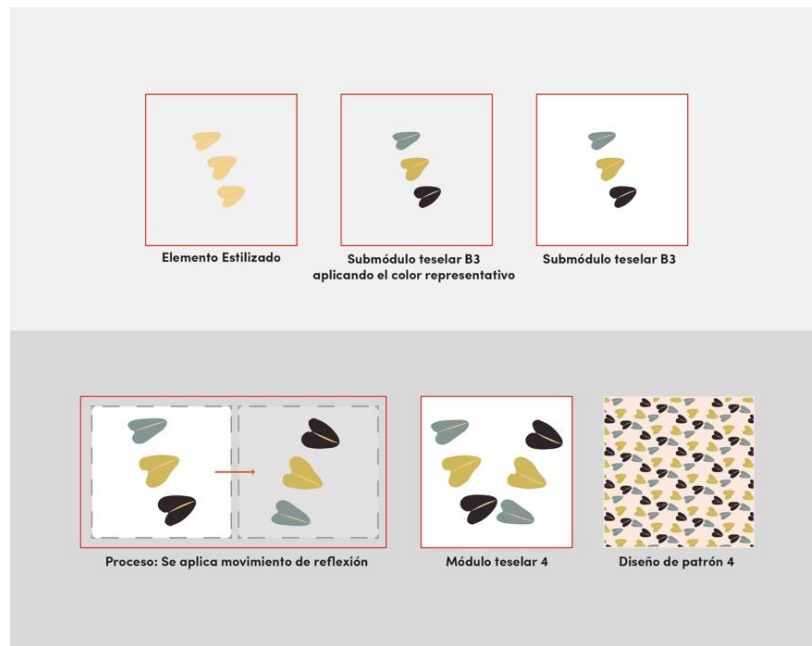 Elemento Estilizado
Submódulo teselar B3
aplicando el color representativo
Submódulo teselar B3
Proceso: Se aplica movimiento de reflexión
Módulo teselar 4
Diseño de patrón 4